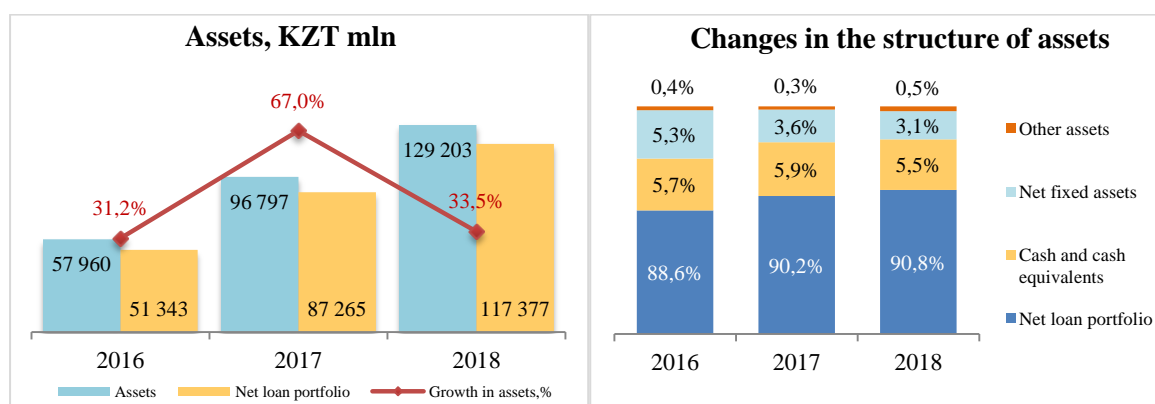 Assets, KZT mln
67,0%
129 203
96 797
31,2%
33,5%
57 960
51 343
87 265
117 377
2016 2017 2018
Assets Net loan portfolio Growth in assets,%
Changes in the structure of assets
0,4% 0,3% 0,5%
5,3% 3,6% 3,1%
5,7% 5,9% 5,5%
88,6% 90,2% 90,8%
2016 2017 2018
Other assets
Net fixed assets
Cash and cash
equivalents
Net loan portfolio